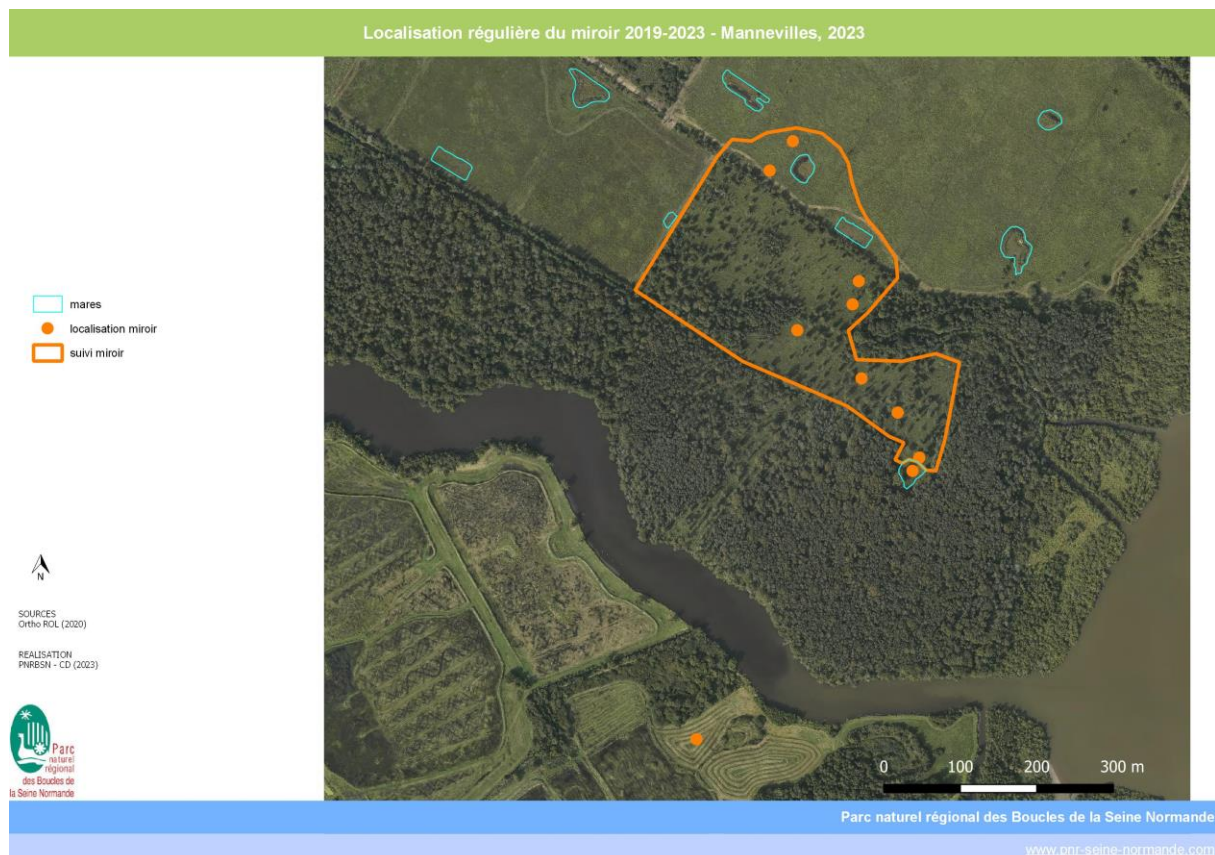 Localisation régulière du miroir 2019-2023 - Mannevilles, 2023
mares
localisation miroir
suivi miroir
N
SOURCES
Ortho ROL (2020)
REALISATION
PNRBSN - CD (2023)
Parc
naturel
régional
des Boucles de
la Seine Normande
0 100 200 300 m
Parc naturel régional des Boucles de la Seine Normande
www.pnr-seine-normande.com